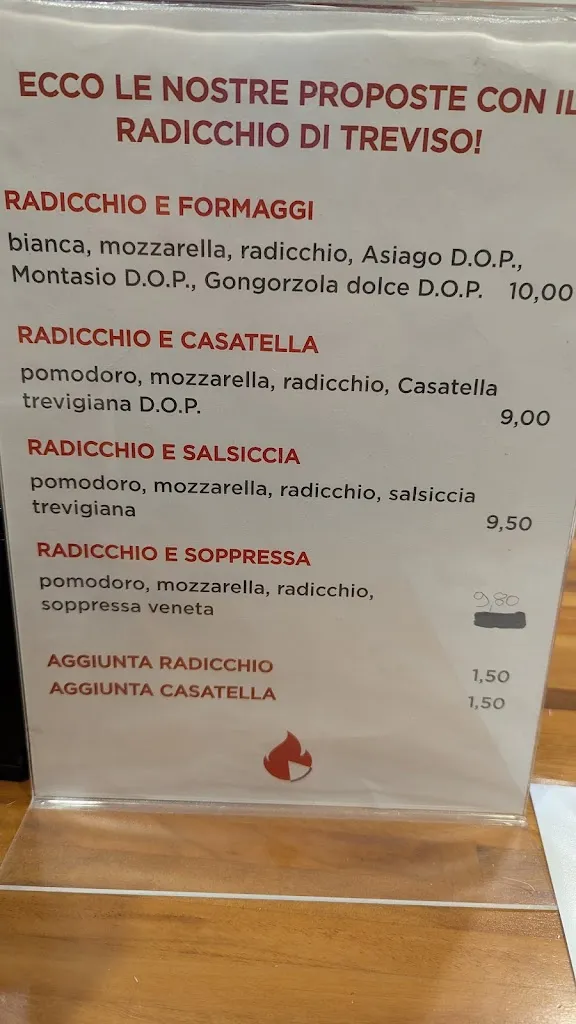 ECCO LE NOSTRE PROPOSTE CON IL
RADICCHIO DI TREVISO!
RADICCHIO E FORMAGGI
bianca, mozzarella, radicchio, Asiago D.O.P.,
Montasio D.O.P., Gongorzola dolce D.O.P. 10,00
RADICCHIO E CASATELLA
pomodoro, mozzarella, radicchio, Casatella
trevigiana D.O.P. 9,00
RADICCHIO E SALSICCIA
pomodoro, mozzarella, radicchio, salsiccia
trevigiana 9,50
RADICCHIO E SOPPRESSA
pomodoro, mozzarella, radicchio,
soppressa veneta 9,80
AGGIUNTA RADICCHIO 1,50
AGGIUNTA CASATELLA 1,50